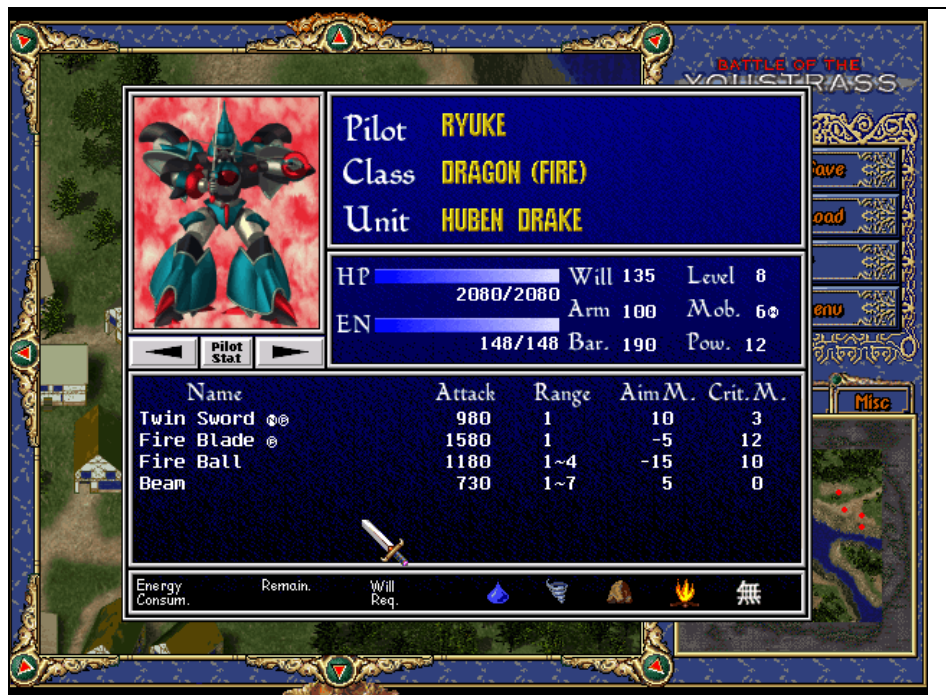 BATTLE OF THE
YOUSTRASS
Pilot RYUKE
Class DRAGON (FIRE)
Unit HUBEN DRAKE
HP 2080/2080 Will 135 Level 8
Arm 100 Mob. 6
EN 148/148 Bar. 190 Pow. 12
Pilot
Stat
Misc
Name Attack Range Aim M. Crit. M.
Twin Sword 980 1 10 3
Fire Blade Ⓟ 1580 1 -5 12
Fire Ball 1180 1~4 -15 10
Beam 730 1~7 5 0
Energy
Consum. Remain. Will
Req. 無